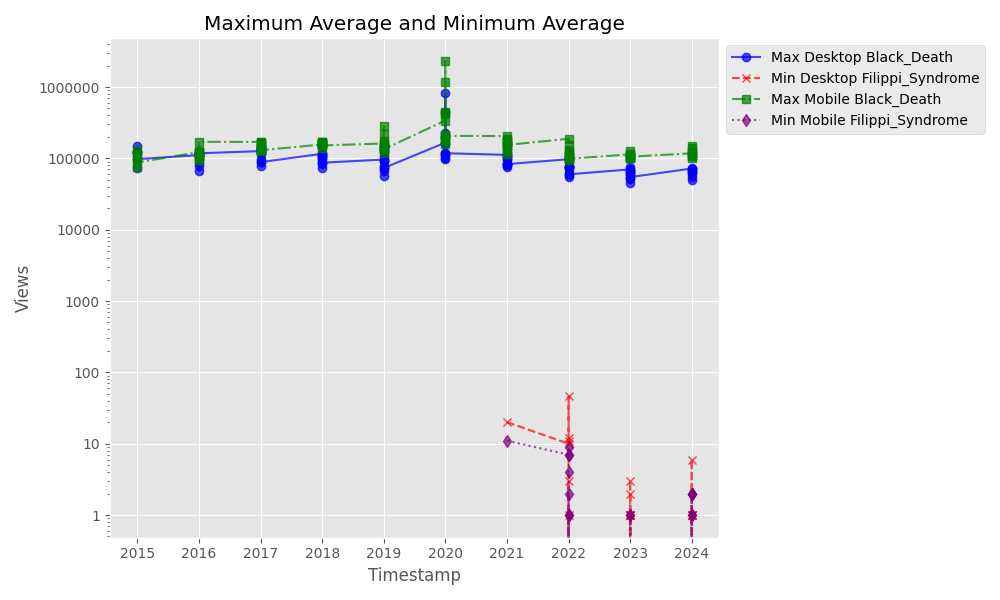 Maximum Average and Minimum Average
Max Desktop Black_Death
Min Desktop Filippi_Syndrome
Max Mobile Black_Death
Min Mobile Filippi_Syndrome
Views
1000000
100000
10000
1000
100
10
1
2015 2016 2017 2018 2019 2020 2021 2022 2023 2024
Timestamp